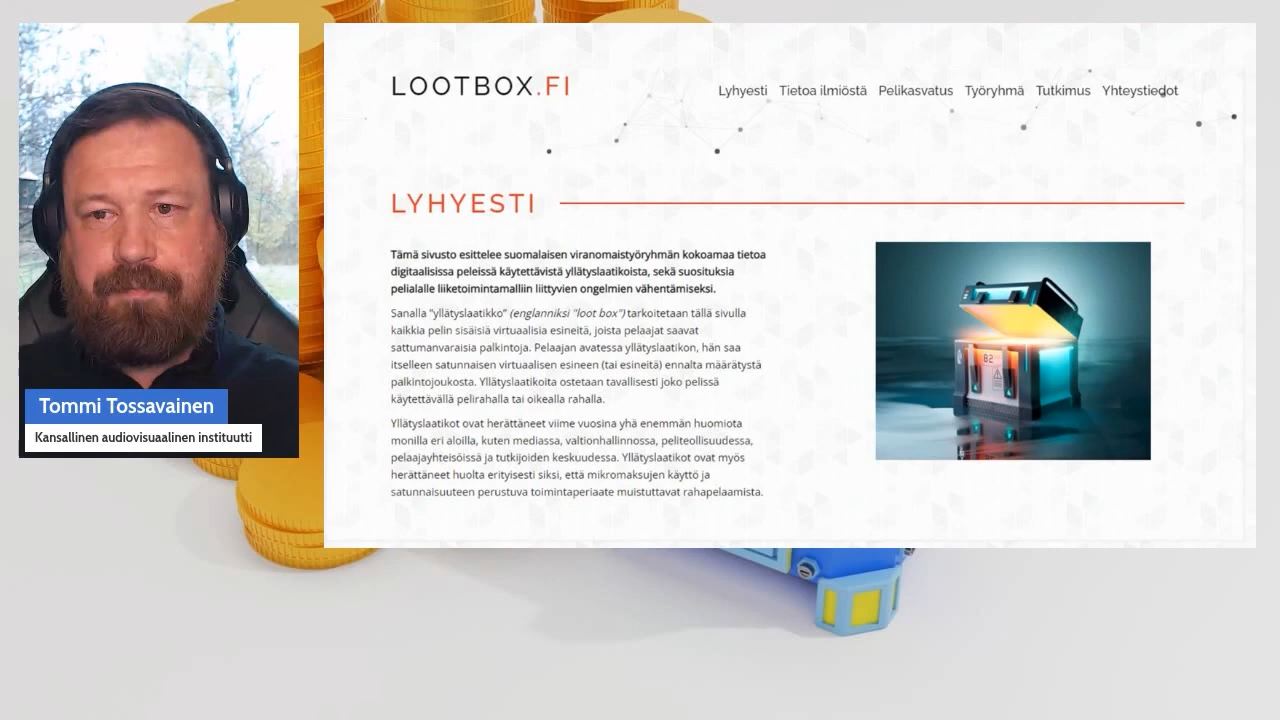 LOOTBOX.FI
Lyhyesti Tietoa ilmiöstä Pelikasvatus Työryhmä Tutkimus Yhteystiedot
LYHYESTI
Tämä sivusto esittelee suomalaisen viranomaistyöryhmän kokoamaa tietoa
digitaalisissa peleissä käytettävistä yllätyslaatikoista, sekä suosituksia
pelialalle liiketoimintamalliin liittyvien ongelmien vähentämiseksi.
Sanalla "yllätyslaatikko" (englanniksi "loot box") tarkoitetaan tällä sivulla
kaikkia pelin sisäisiä virtuaalisia esineitä, joista pelaajat saavat
sattumanvaraisia palkintoja. Pelaajan avatessa yllätyslaatikon, hän saa
itselleen satunnaisen virtuaalisen esineen (tai esineitä) ennalta määrätystä
palkintojoukosta. Yllätyslaatikoita ostetaan tavallisesti joko pelissä
käytettävällä pelirahalla tai oikealla rahalla.
Yllätyslaatikot ovat herättäneet viime vuosina yhä enemmän huomiota
monilla eri aloilla, kuten mediassa, valtionhallinnossa, peliteollisuudessa,
pelaajayhteisöissä ja tutkijoiden keskuudessa. Yllätyslaatikot ovat myös
herättäneet huolta erityisesti siksi, että mikromaksujen käyttö ja
satunnaisuuteen perustuva toimintaperiaate muistuttavat rahapelaamista.
Tommi Tossavainen
Kansallinen audiovisuaalinen instituutti